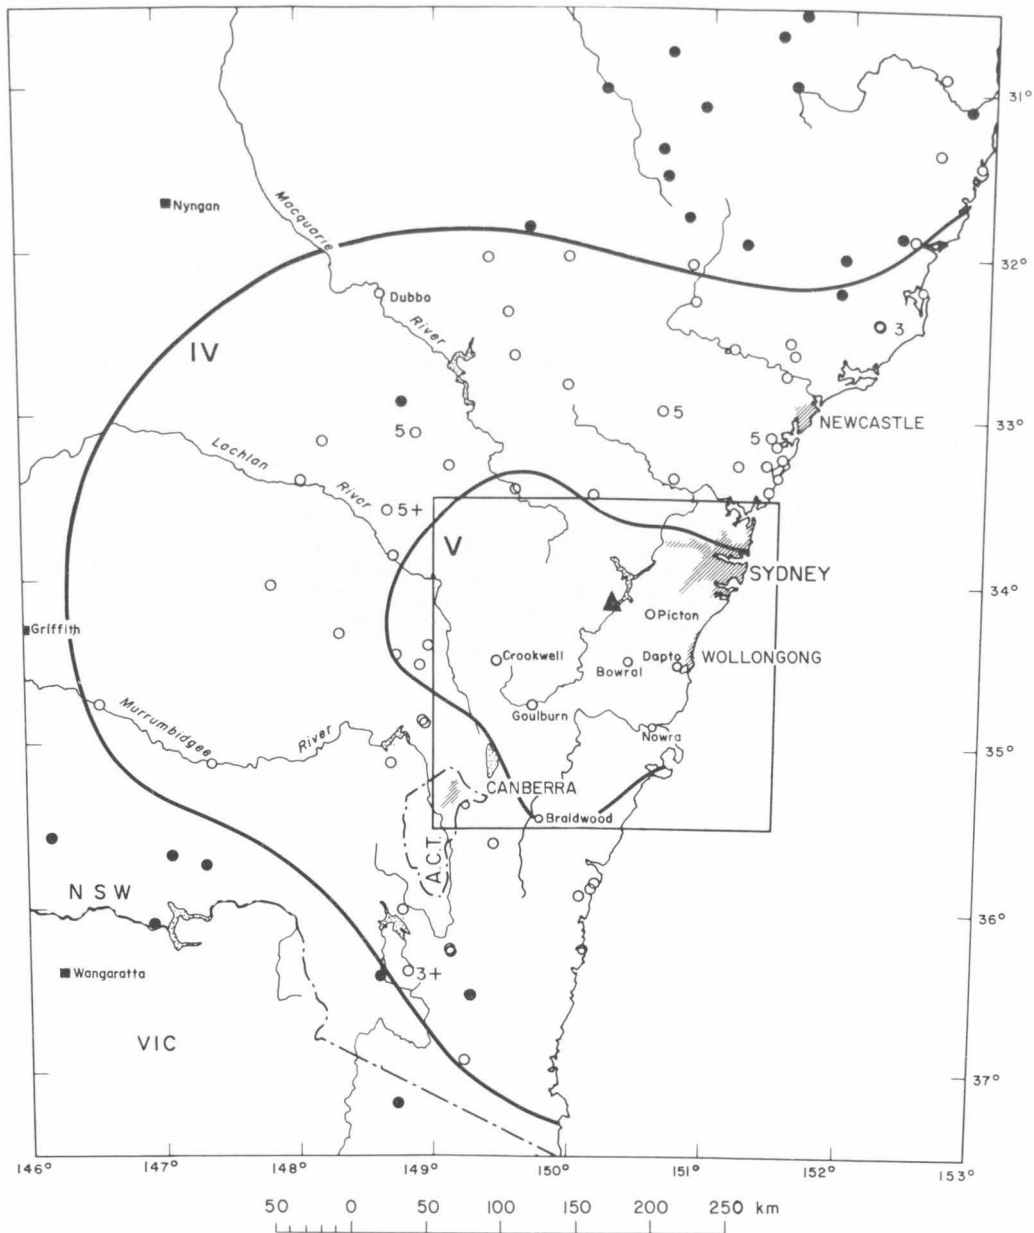 31°
Nyngan
Macquarie
32°
Dubbo
River
3
IV
5
NEWCASTLE
5
5
33°
Lachlan
River
5+
V
SYDNEY
34°
Picton
Griffith
Crookwell
Dapto
WOLLONGONG
Bowral
Goulburn
Murrumbidgee
River
Nowra
35°
CANBERRA
Braidwood
A.C.T.
NSW
36°
Wangaratta
3+
VIC
37°
146° 147° 148° 149° 150° 151° 152° 153°
50 0 50 100 150 200 250 km